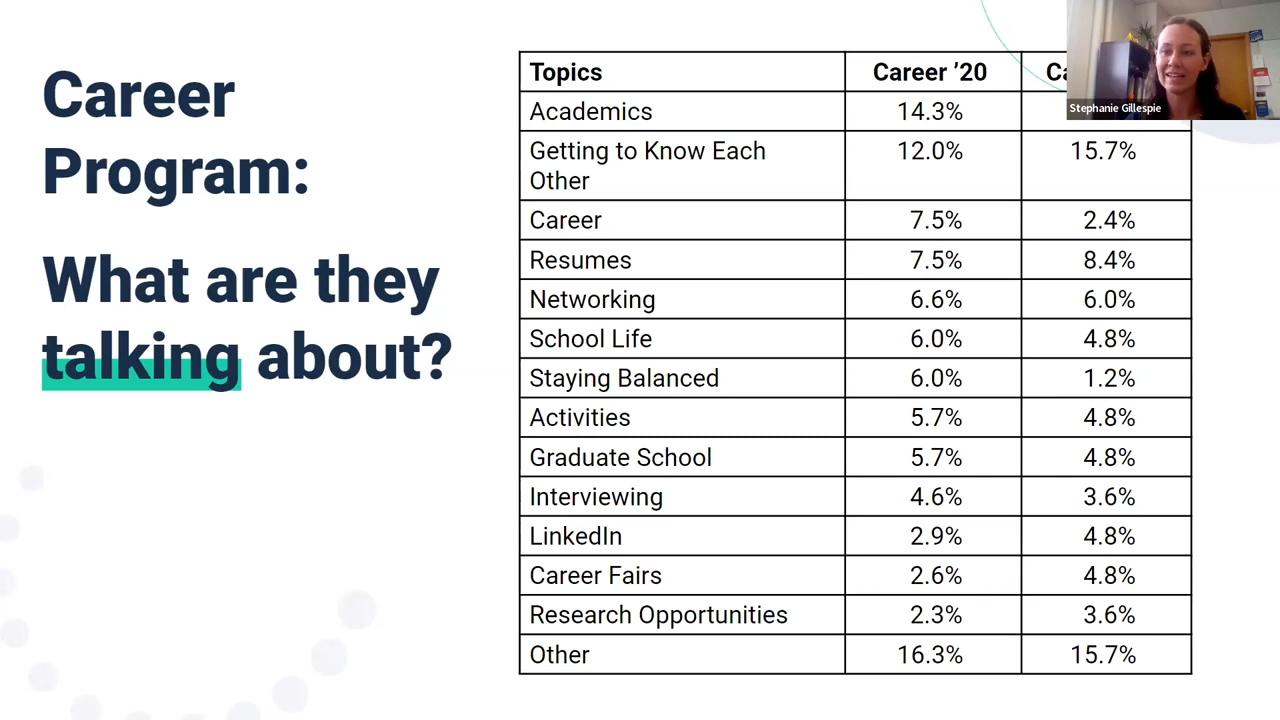 Career
Program:
What are they
talking about?
Topics Career ’20 Ca
Academics 14.3%
Getting to Know Each 12.0% 15.7%
Other
Career 7.5% 2.4%
Resumes 7.5% 8.4%
Networking 6.6% 6.0%
School Life 6.0% 4.8%
Staying Balanced 6.0% 1.2%
Activities 5.7% 4.8%
Graduate School 5.7% 4.8%
Interviewing 4.6% 3.6%
LinkedIn 2.9% 4.8%
Career Fairs 2.6% 4.8%
Research Opportunities 2.3% 3.6%
Other 16.3% 15.7%
Stephanie Gillespie